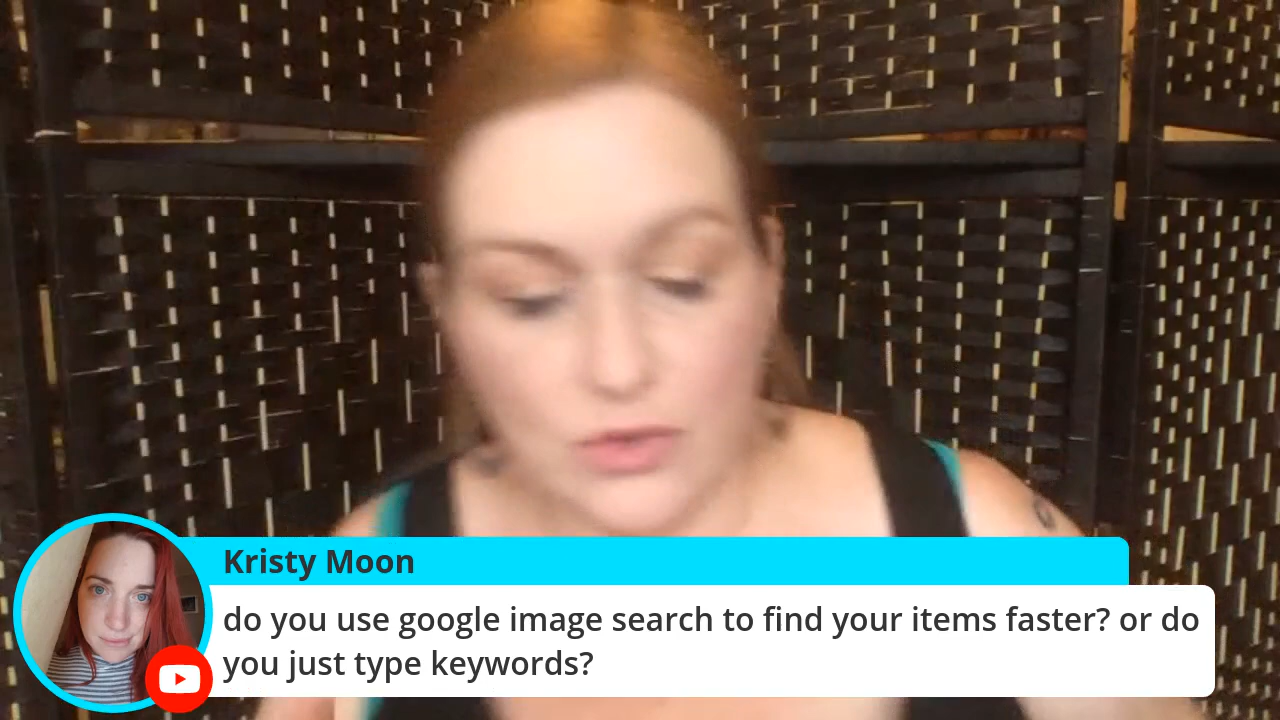 Kristy Moon
do you use google image search to find your items faster? or do
you just type keywords?